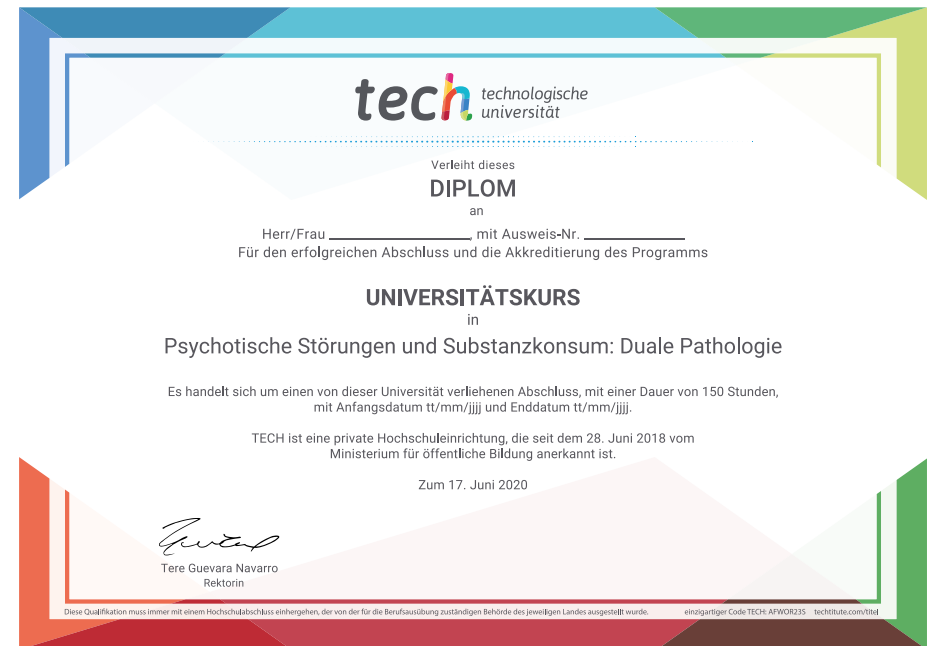 tech technologische
universität
Verleiht dieses
DIPLOM
an
Herr/Frau ____________, mit Ausweis-Nr. ____________
Für den erfolgreichen Abschluss und die Akkreditierung des Programms
UNIVERSITÄTSKURS
in
Psychotische Störungen und Substanzkonsum: Duale Pathologie
Es handelt sich um einen von dieser Universität verliehenen Abschluss, mit einer Dauer von 150 Stunden,
mit Anfangsdatum tt/mm/jjjj und Enddatum tt/mm/jjjj.
TECH ist eine private Hochschuleinrichtung, die seit dem 28. Juni 2018 vom
Ministerium für öffentliche Bildung anerkannt ist.
Zum 17. Juni 2020
Tere Guevara Navarro
Rektorin
Diese Qualifikation muss immer mit einem Hochschulabschluss einhergehen, der von der für die Berufsausübung zuständigen Behörde des jeweiligen Landes ausgestellt wurde. einzigartiger Code TECH: AFWOR23S techtitute.com/titel